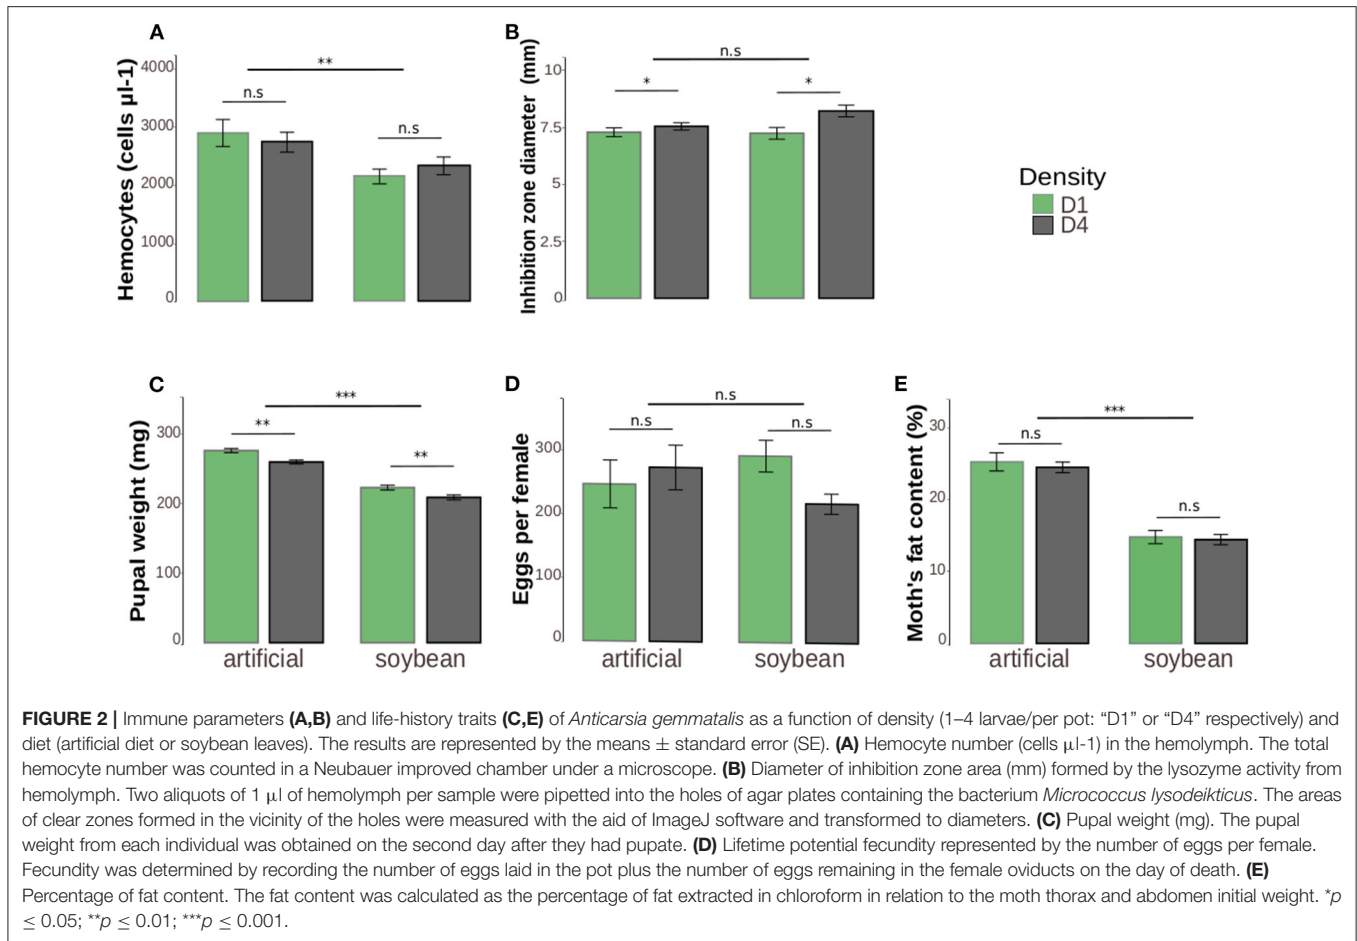 A
Hemocytes (cells µl-1)
4000
3000
2000
1000
0
**
n.s
n.s
B
Inhibition zone diameter (mm)
10
7.5
5
2.5
0
n.s
*
*
Density
D1
D4
C
Pupal weight (mg)
300
200
100
0
***
**
**
artificial
soybean
D
Eggs per female
300
200
100
0
n.s
n.s
n.s
artificial
soybean
E
Moth's fat content (%)
30
20
10
0
***
n.s
n.s
artificial
soybean
FIGURE 2 | Immune parameters (A,B) and life-history traits (C,E) of Anticarsia gemmatalis as a function of density (1–4 larvae/per pot: “D1” or “D4” respectively) and
diet (artificial diet or soybean leaves). The results are represented by the means ± standard error (SE). (A) Hemocyte number (cells µl-1) in the hemolymph. The total
hemocyte number was counted in a Neubauer improved chamber under a microscope. (B) Diameter of inhibition zone area (mm) formed by the lysozyme activity from
hemolymph. Two aliquots of 1 µl of hemolymph per sample were pipetted into the holes of agar plates containing the bacterium Micrococcus lysodeikticus. The areas
of clear zones formed in the vicinity of the holes were measured with the aid of ImageJ software and transformed to diameters. (C) Pupal weight (mg). The pupal
weight from each individual was obtained on the second day after they had pupate. (D) Lifetime potential fecundity represented by the number of eggs per female.
Fecundity was determined by recording the number of eggs laid in the pot plus the number of eggs remaining in the female oviducts on the day of death. (E)
Percentage of fat content. The fat content was calculated as the percentage of fat extracted in chloroform in relation to the moth thorax and abdomen initial weight. *p
≤ 0.05; **p ≤ 0.01; ***p ≤ 0.001.